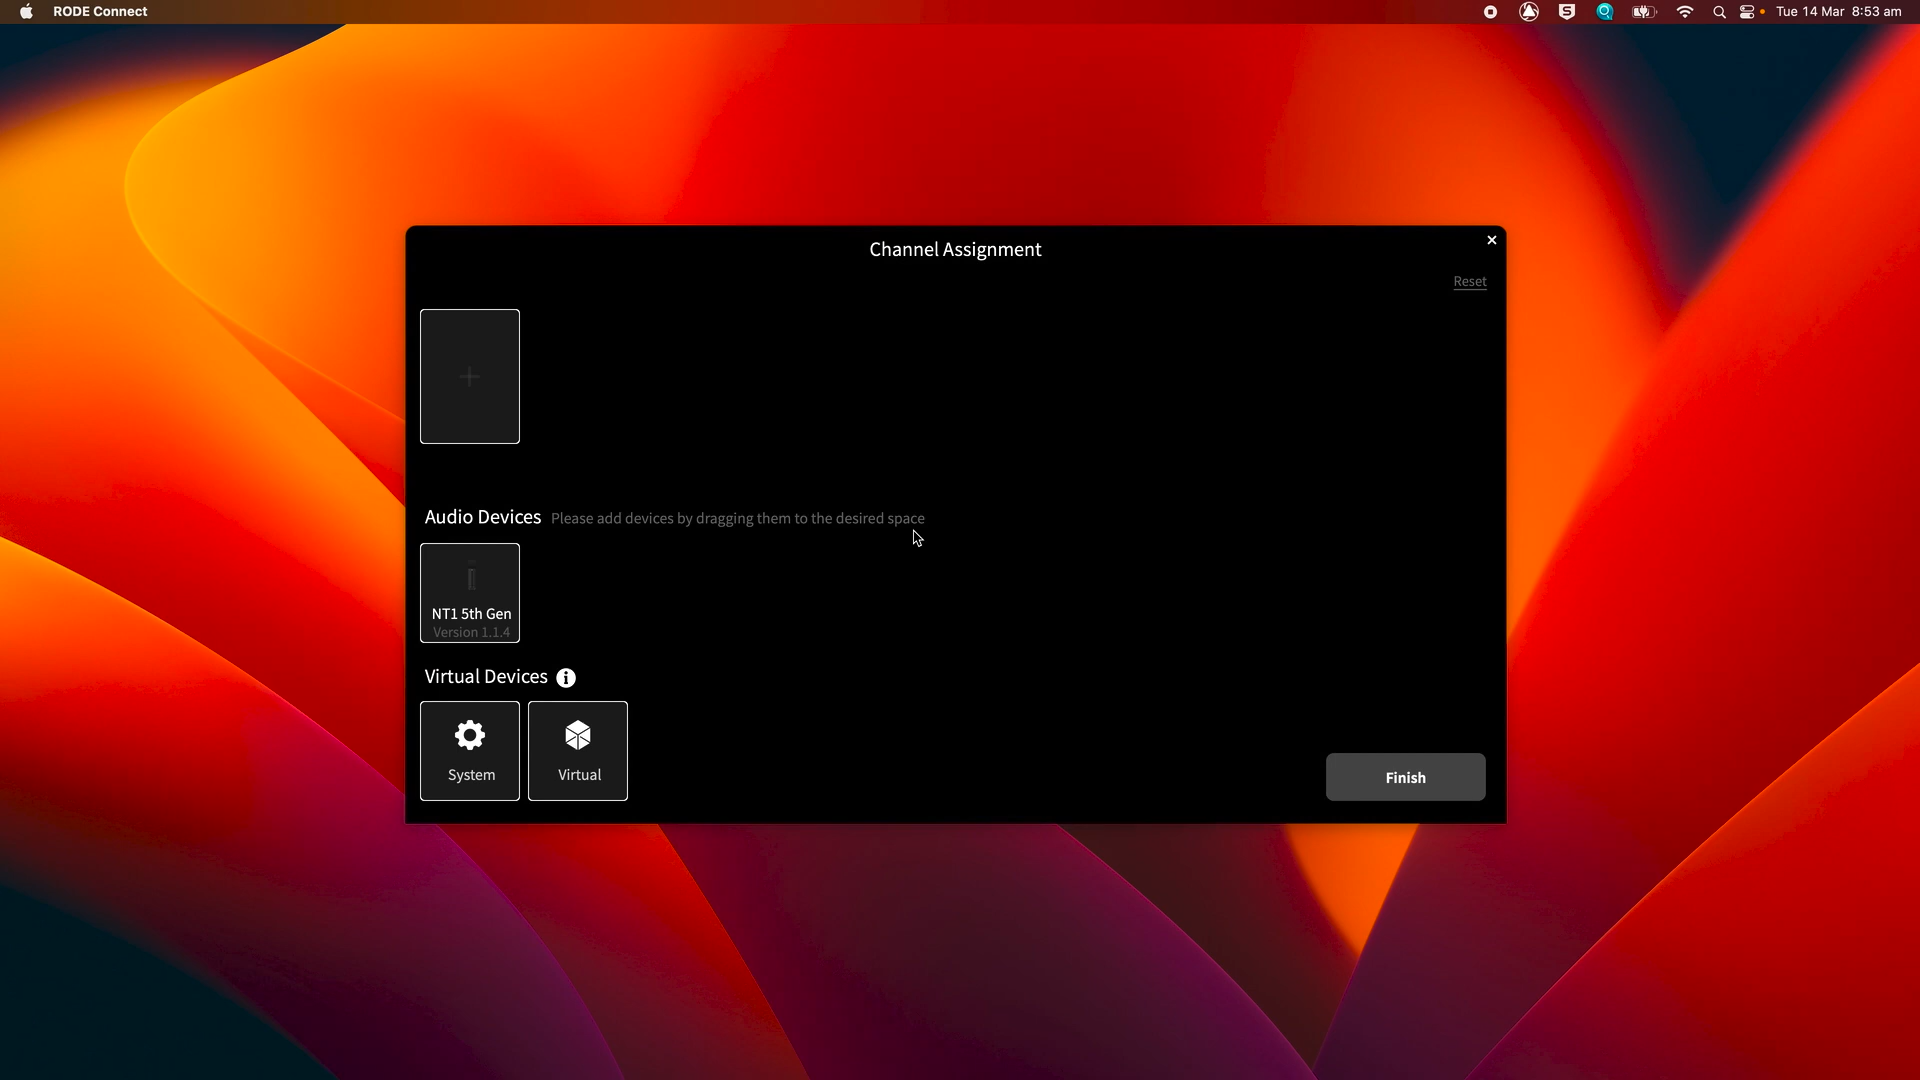 RODE Connect
Tue 14 Mar 8:53 am
Channel Assignment
Reset
Audio Devices Please add devices by dragging them to the desired space
NT1 5th Gen
Version 1.1.4
Virtual Devices
System
Virtual
Finish